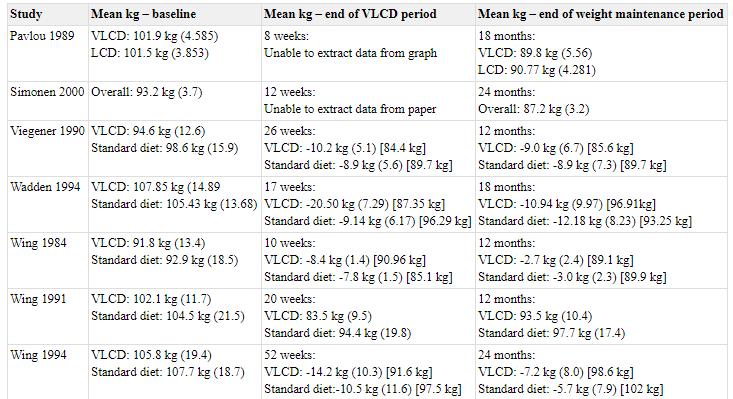 Study Mean kg – baseline Mean kg – end of VLCD period Mean kg – end of weight maintenance period
Pavlou 1989 VLCD: 101.9 kg (4.585) 8 weeks: 18 months:
LCD: 101.5 kg (3.853) Unable to extract data from graph VLCD: 89.8 kg (5.56)
LCD: 90.77 kg (4.281)
Simonen 2000 Overall: 93.2 kg (3.7) 12 weeks: 24 months:
Unable to extract data from paper Overall: 87.2 kg (3.2)
Viegener 1990 VLCD: 94.6 kg (12.6) 26 weeks: 12 months:
Standard diet: 98.6 kg (15.9) VLCD: -10.2 kg (5.1) [84.4 kg] VLCD: -9.0 kg (6.7) [85.6 kg]
Standard diet: -8.9 kg (5.6) [89.7 kg] Standard diet: -8.9 kg (7.3) [89.7 kg]
Wadden 1994 VLCD: 107.85 kg (14.89 17 weeks: 18 months:
Standard diet: 105.43 kg (13.68) VLCD: -20.50 kg (7.29) [87.35 kg] VLCD: -10.94 kg (9.97) [96.91kg]
Standard diet: -9.14 kg (6.17) [96.29 kg] Standard diet: -12.18 kg (8.23) [93.25 kg]
Wing 1984 VLCD: 91.8 kg (13.4) 10 weeks: 12 months:
Standard diet: 92.9 kg (18.5) VLCD: -8.4 kg (1.4) [90.96 kg] VLCD: -2.7 kg (2.4) [89.1 kg]
Standard diet: -7.8 kg (1.5) [85.1 kg] Standard diet: -3.0 kg (2.3) [89.9 kg]
Wing 1991 VLCD: 102.1 kg (11.7) 20 weeks: 12 months:
Standard diet: 104.5 kg (21.5) VLCD: 83.5 kg (9.5) VLCD: 93.5 kg (10.4)
Standard diet: 94.4 kg (19.8) Standard diet: 97.7 kg (17.4)
Wing 1994 VLCD: 105.8 kg (19.4) 52 weeks: 24 months:
Standard diet: 107.7 kg (18.7) VLCD: -14.2 kg (10.3) [91.6 kg] VLCD: -7.2 kg (8.0) [98.6 kg]
Standard diet:-10.5 kg (11.6) [97.5 kg] Standard diet: -5.7 kg (7.9) [102 kg]